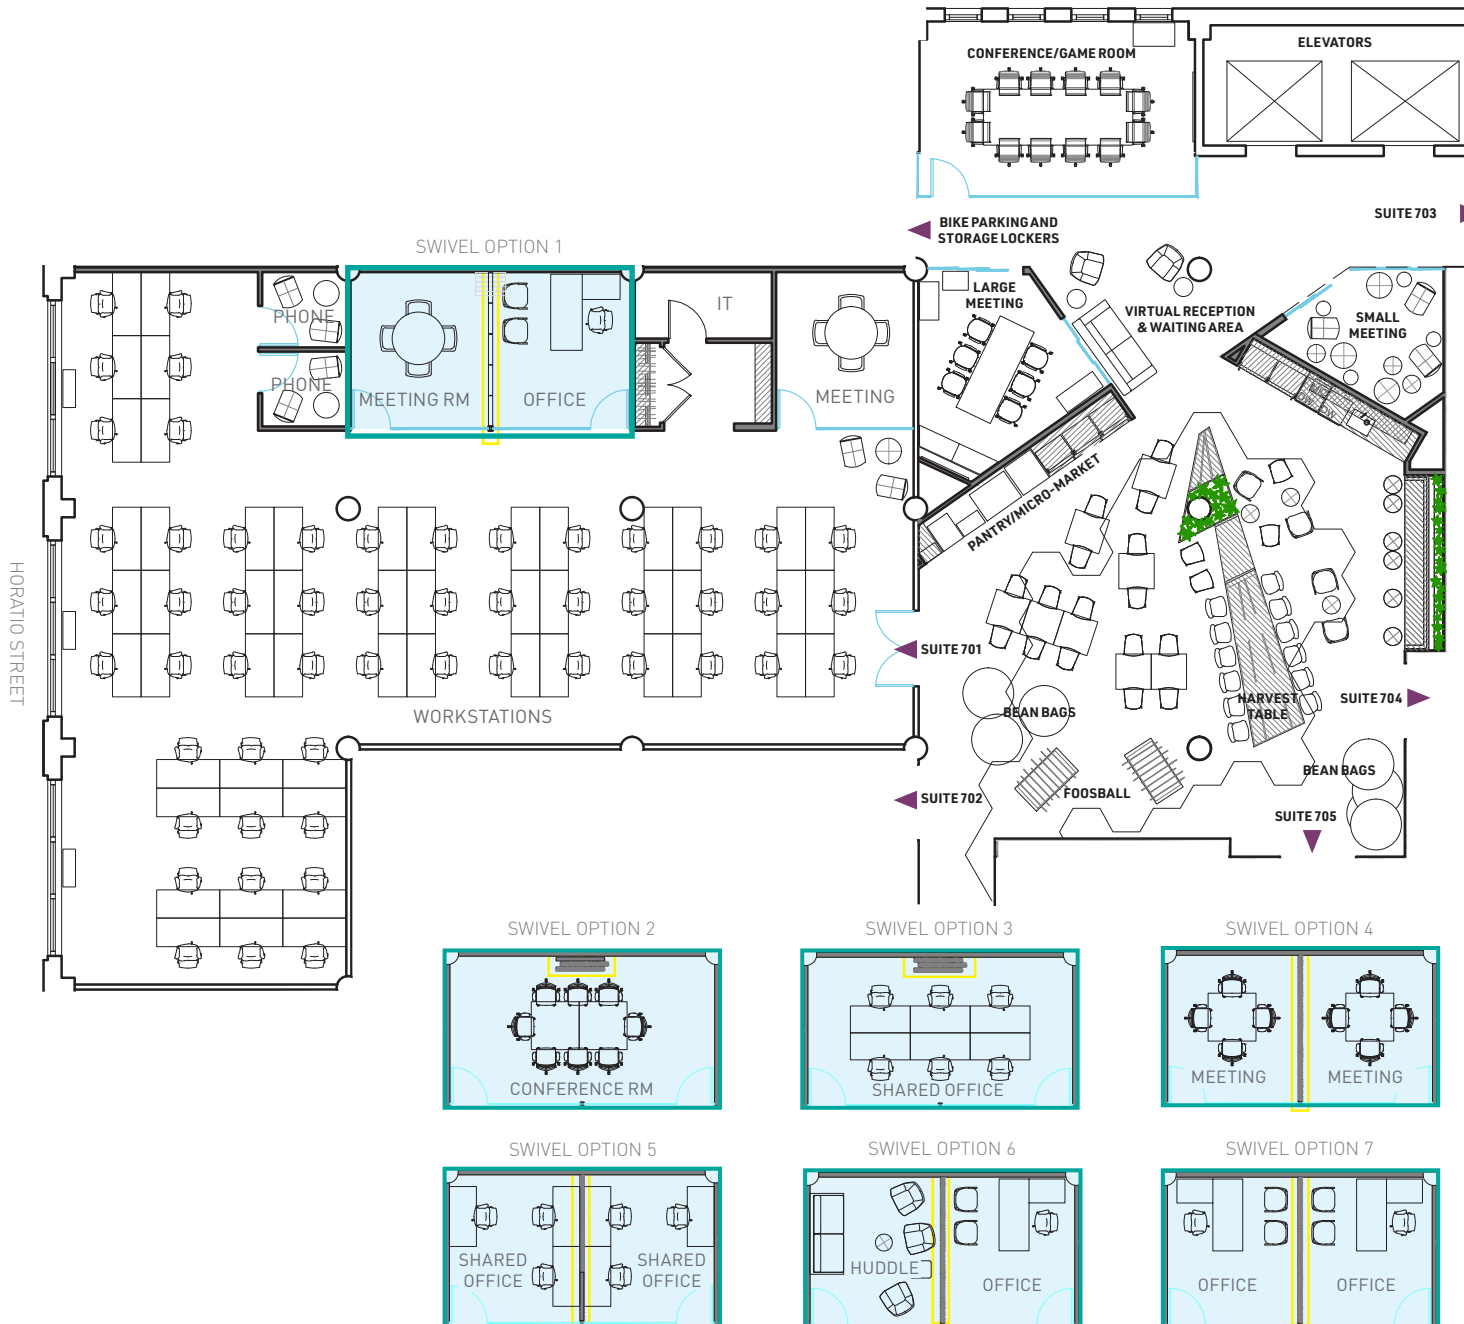 CONFERENCE/GAME ROOM
ELEVATORS
BIKE PARKING AND
STORAGE LOCKERS
SUITE 703
SWIVEL OPTION 1
PHONE
PHONE
MEETING RM
OFFICE
IT
MEETING
LARGE
MEETING
VIRTUAL RECEPTION
& WAITING AREA
SMALL
MEETING
PANTRY/MICRO-MARKET
HORATIO STREET
SUITE 701
WORKSTATIONS
BEAN BAGS
HARVEST
TABLE
SUITE 704
SUITE 702
FOOSBALL
BEAN BAGS
SUITE 705
SWIVEL OPTION 2
CONFERENCE RM
SWIVEL OPTION 3
SHARED OFFICE
SWIVEL OPTION 4
MEETING
MEETING
SWIVEL OPTION 5
SHARED
OFFICE
SHARED
OFFICE
SWIVEL OPTION 6
HUDDLE
OFFICE
SWIVEL OPTION 7
OFFICE
OFFICE